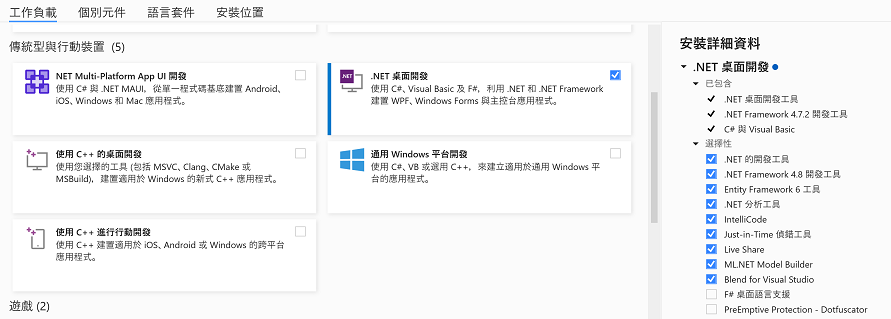 工作負載 個別元件 語言套件 安裝位置
傳統型與行動裝置 (5)
.NET Multi-Platform App UI 開發
使用 C# 與 .NET MAUI，從單一程式碼基底建置 Android、
iOS、Windows 和 Mac 應用程式。
.NET 桌面開發
使用 C#、Visual Basic 及 F#，利用 .NET 和 .NET Framework
建置 WPF、Windows Forms 與主控台應用程式。
使用 C++ 的桌面開發
使用您選擇的工具 (包括 MSVC、Clang、CMake 或
MSBuild)，建置適用於 Windows 的新式 C++ 應用程式。
通用 Windows 平台開發
使用 C#、VB 或選用 C++，來建立適用於通用 Windows 平
台的應用程式。
使用 C++ 進行行動開發
使用 C++ 建置適用於 iOS、Android 或 Windows 的跨平台
應用程式。
遊戲 (2)
安裝詳細資料
.NET 桌面開發
已包含
.NET 桌面開發工具
.NET Framework 4.7.2 開發工具
C# 與 Visual Basic
選擇性
.NET 的開發工具
.NET Framework 4.8 開發工具
Entity Framework 6 工具
.NET 分析工具
IntelliCode
Just-in-Time 偵錯工具
Live Share
ML.NET Model Builder
Blend for Visual Studio
F# 桌面語言支援
PreEmptive Protection - Dotfuscator